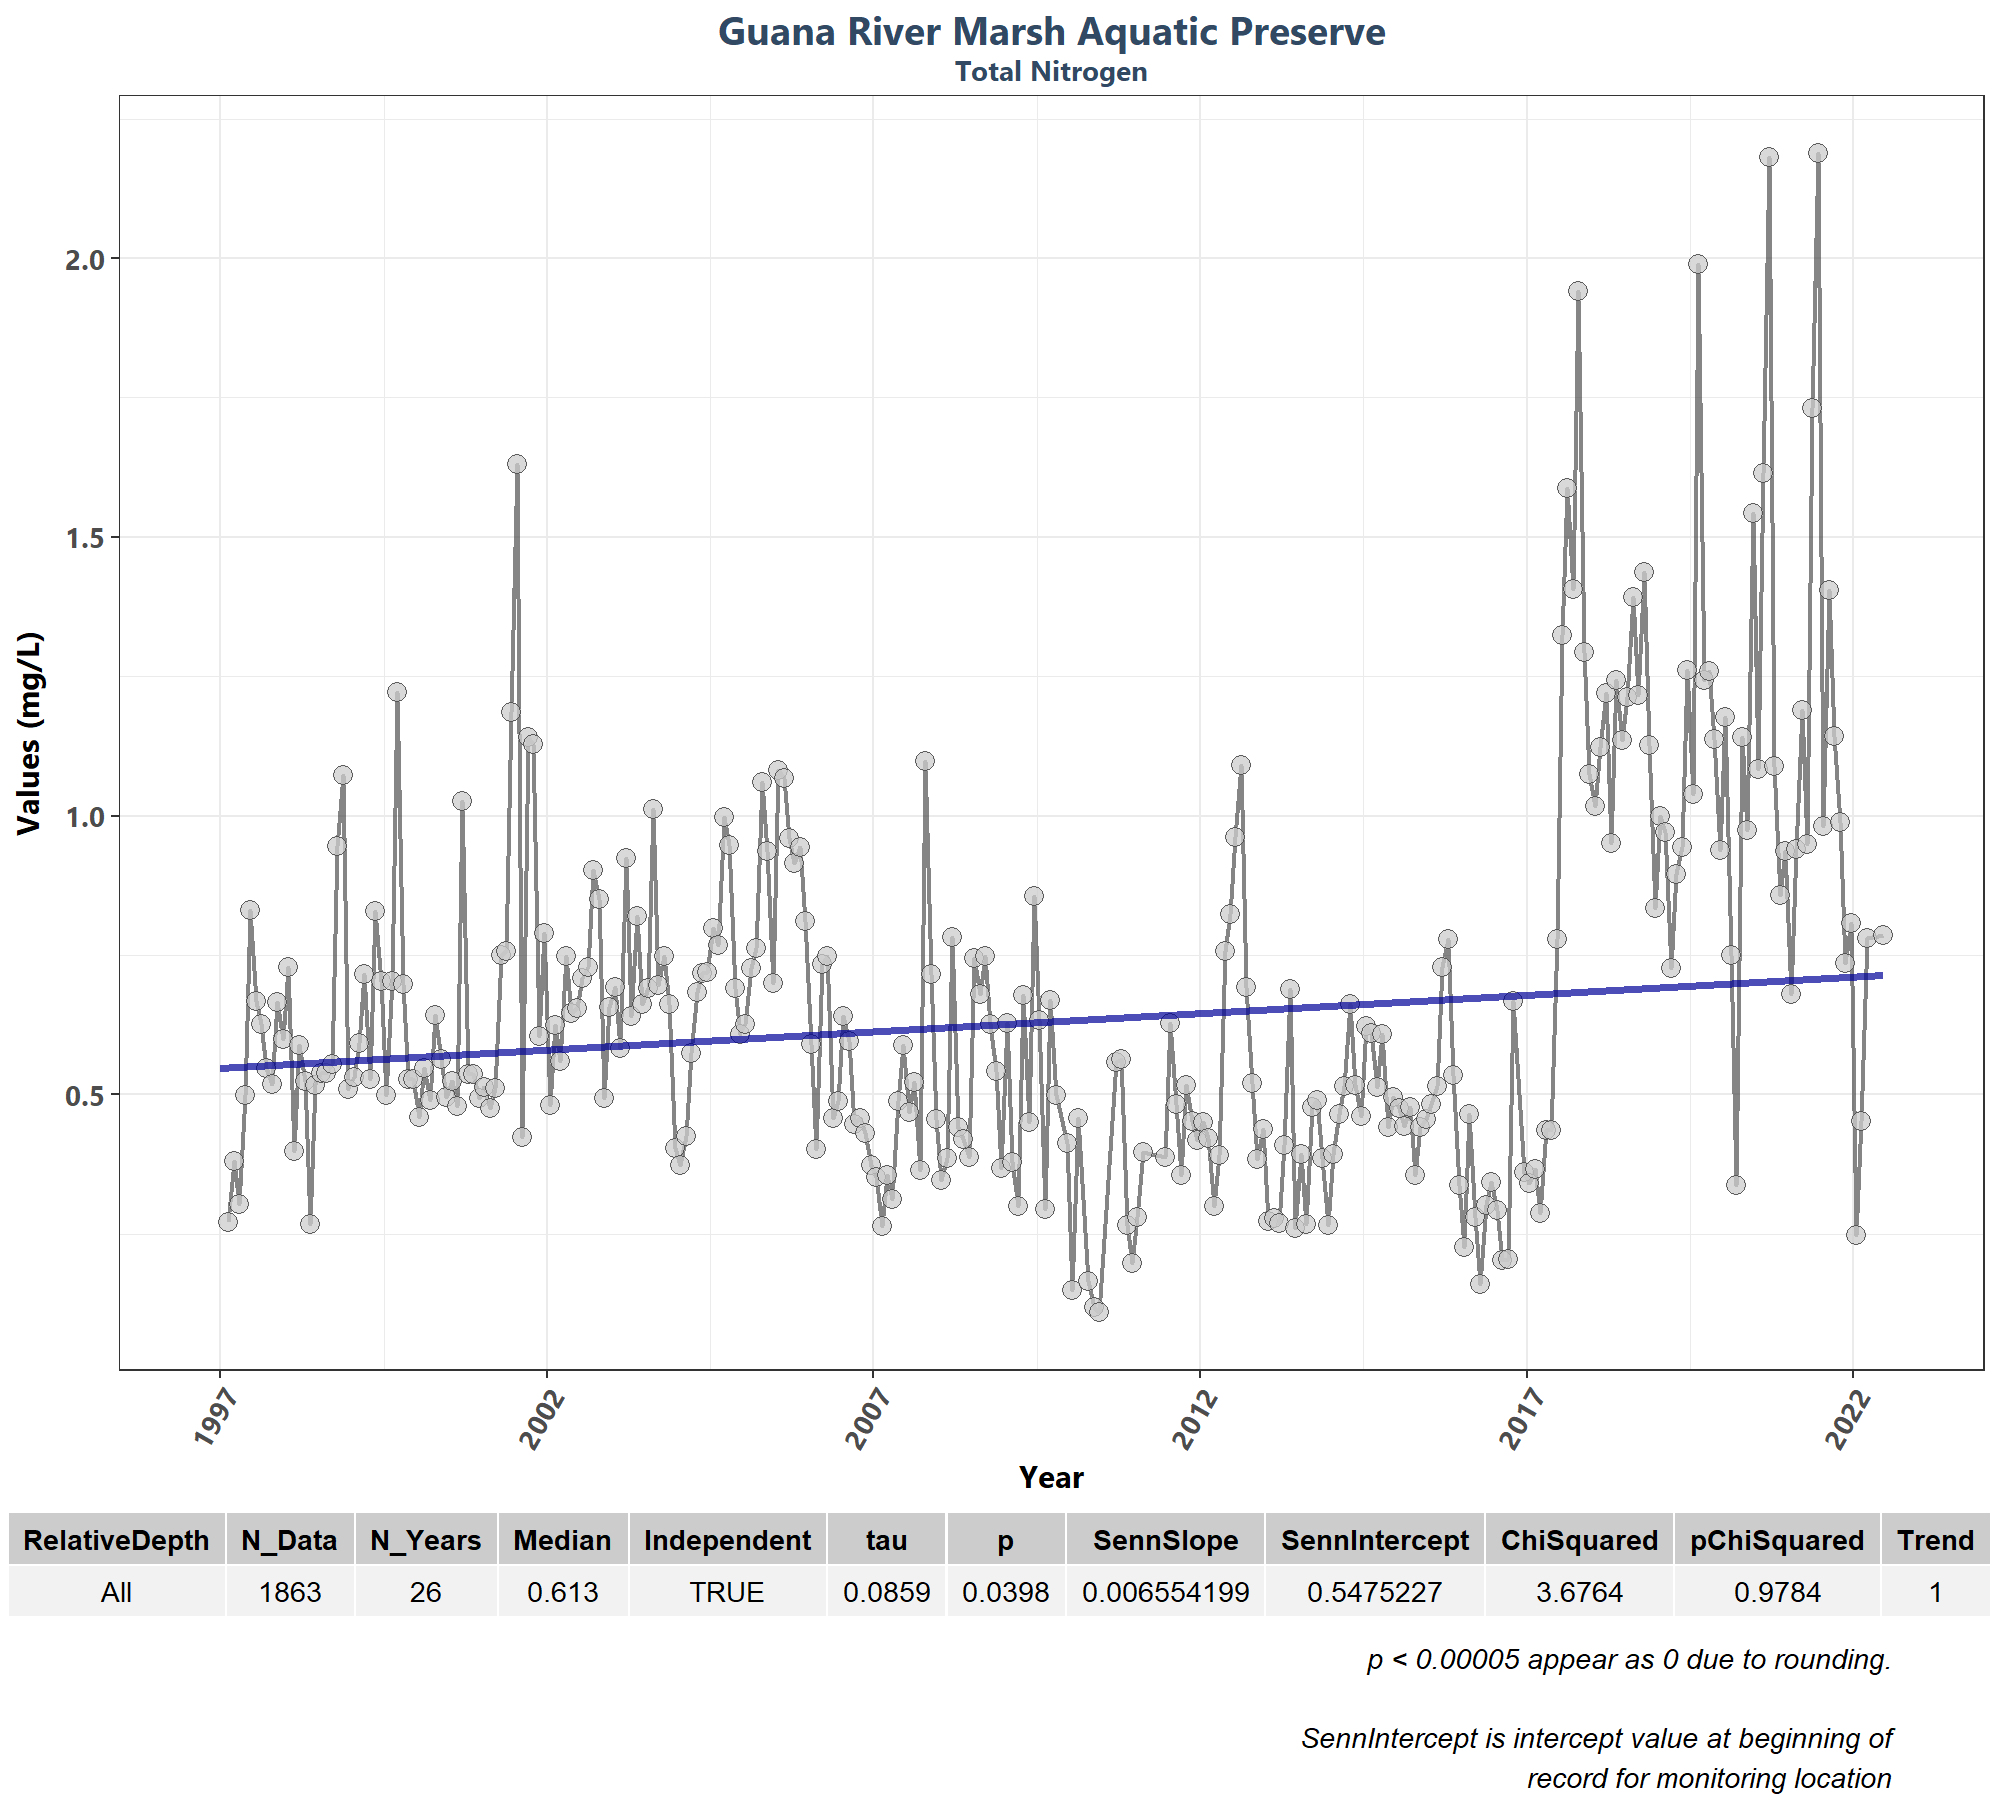 Guana River Marsh Aquatic Preserve
Total Nitrogen
Values (mg/L)
2.0
1.5
1.0
0.5
1997 2002 2007 2012 2017 2022
Year
RelativeDepth N_Data N_Years Median Independent tau p SennSlope SennIntercept ChiSquared pChiSquared Trend
All 1863 26 0.613 TRUE 0.0859 0.0398 0.006554199 0.5475227 3.6764 0.9784 1
p < 0.00005 appear as 0 due to rounding.
SennIntercept is intercept value at beginning of
record for monitoring location